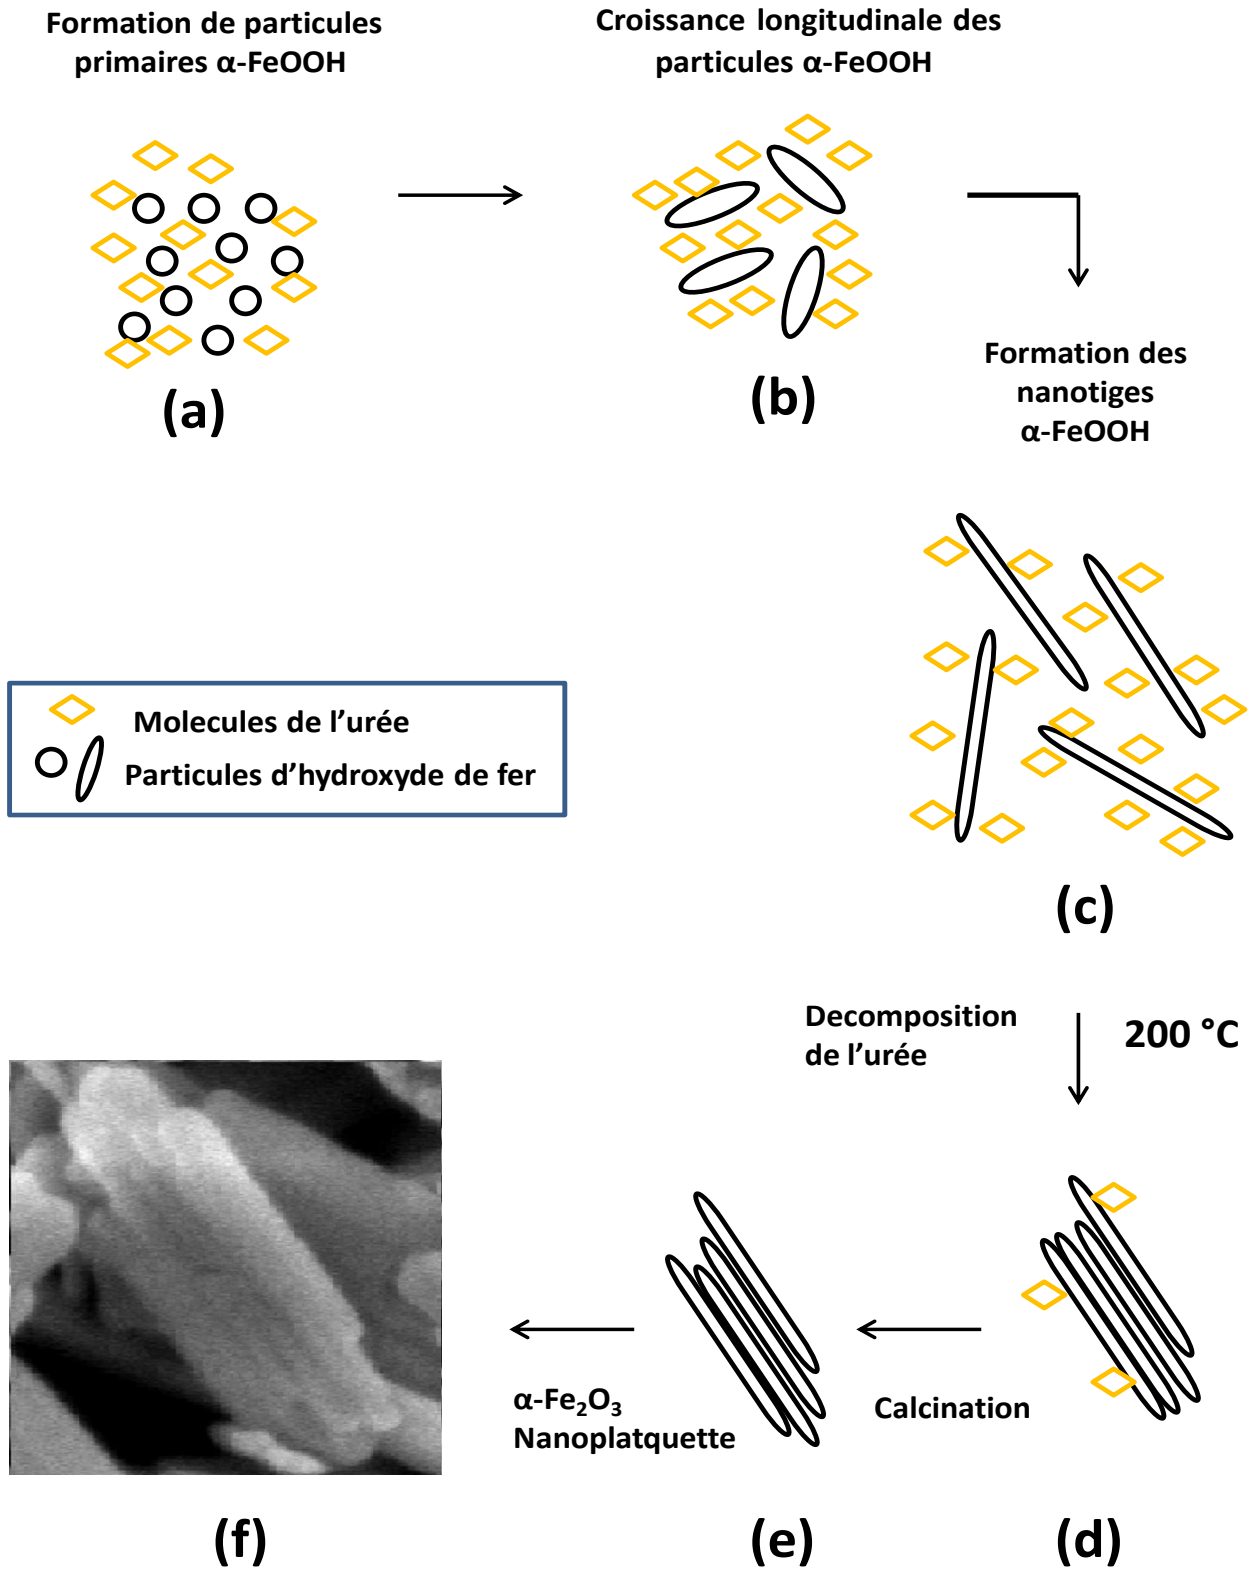 Formation de particules
primaires α-FeOOH
Croissance longitudinale des
particules α-FeOOH
(a)
(b)
Formation des
nanotiges
α-FeOOH
Molecules de l’urée
Particules d’hydroxyde de fer
(c)
Decomposition
de l’urée
200 °C
α-Fe₂O₃
Nanoplatquette
Calcination
(f)
(e)
(d)